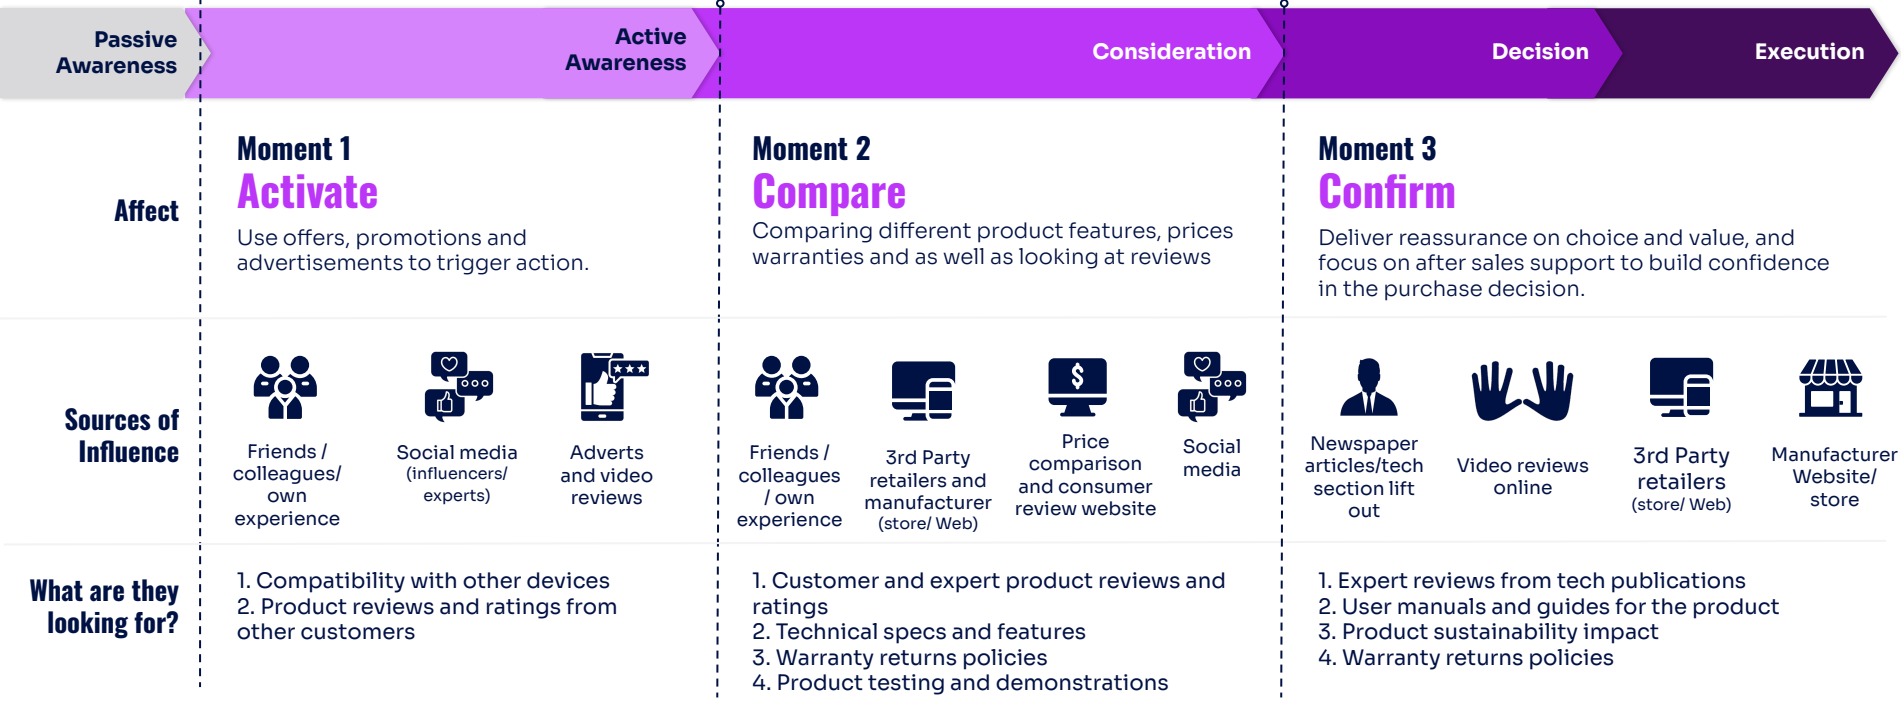 Passive
Awareness
Active
Awareness
Consideration
Decision
Execution
Affect
Moment 1
Activate
Use offers, promotions and
advertisements to trigger action.
Moment 2
Compare
Comparing different product features, prices
warranties and as well as looking at reviews
Moment 3
Confirm
Deliver reassurance on choice and value, and
focus on after sales support to build confidence
in the purchase decision.
Sources of
Influence
Friends /
colleagues/
own
experience
Social media
(influencers/
experts)
Adverts
and video
reviews
Friends /
colleagues
/ own
experience
3rd Party
retailers and
manufacturer
(store/ Web)
$
Price
comparison
and consumer
review website
Social
media
Newspaper
articles/tech
section lift
out
Video reviews
online
3rd Party
retailers
(store/ Web)
Manufacturer
Website/
store
What are they
looking for?
1. Compatibility with other devices
2. Product reviews and ratings from
other customers
1. Customer and expert product reviews and
ratings
2. Technical specs and features
3. Warranty returns policies
4. Product testing and demonstrations
1. Expert reviews from tech publications
2. User manuals and guides for the product
3. Product sustainability impact
4. Warranty returns policies